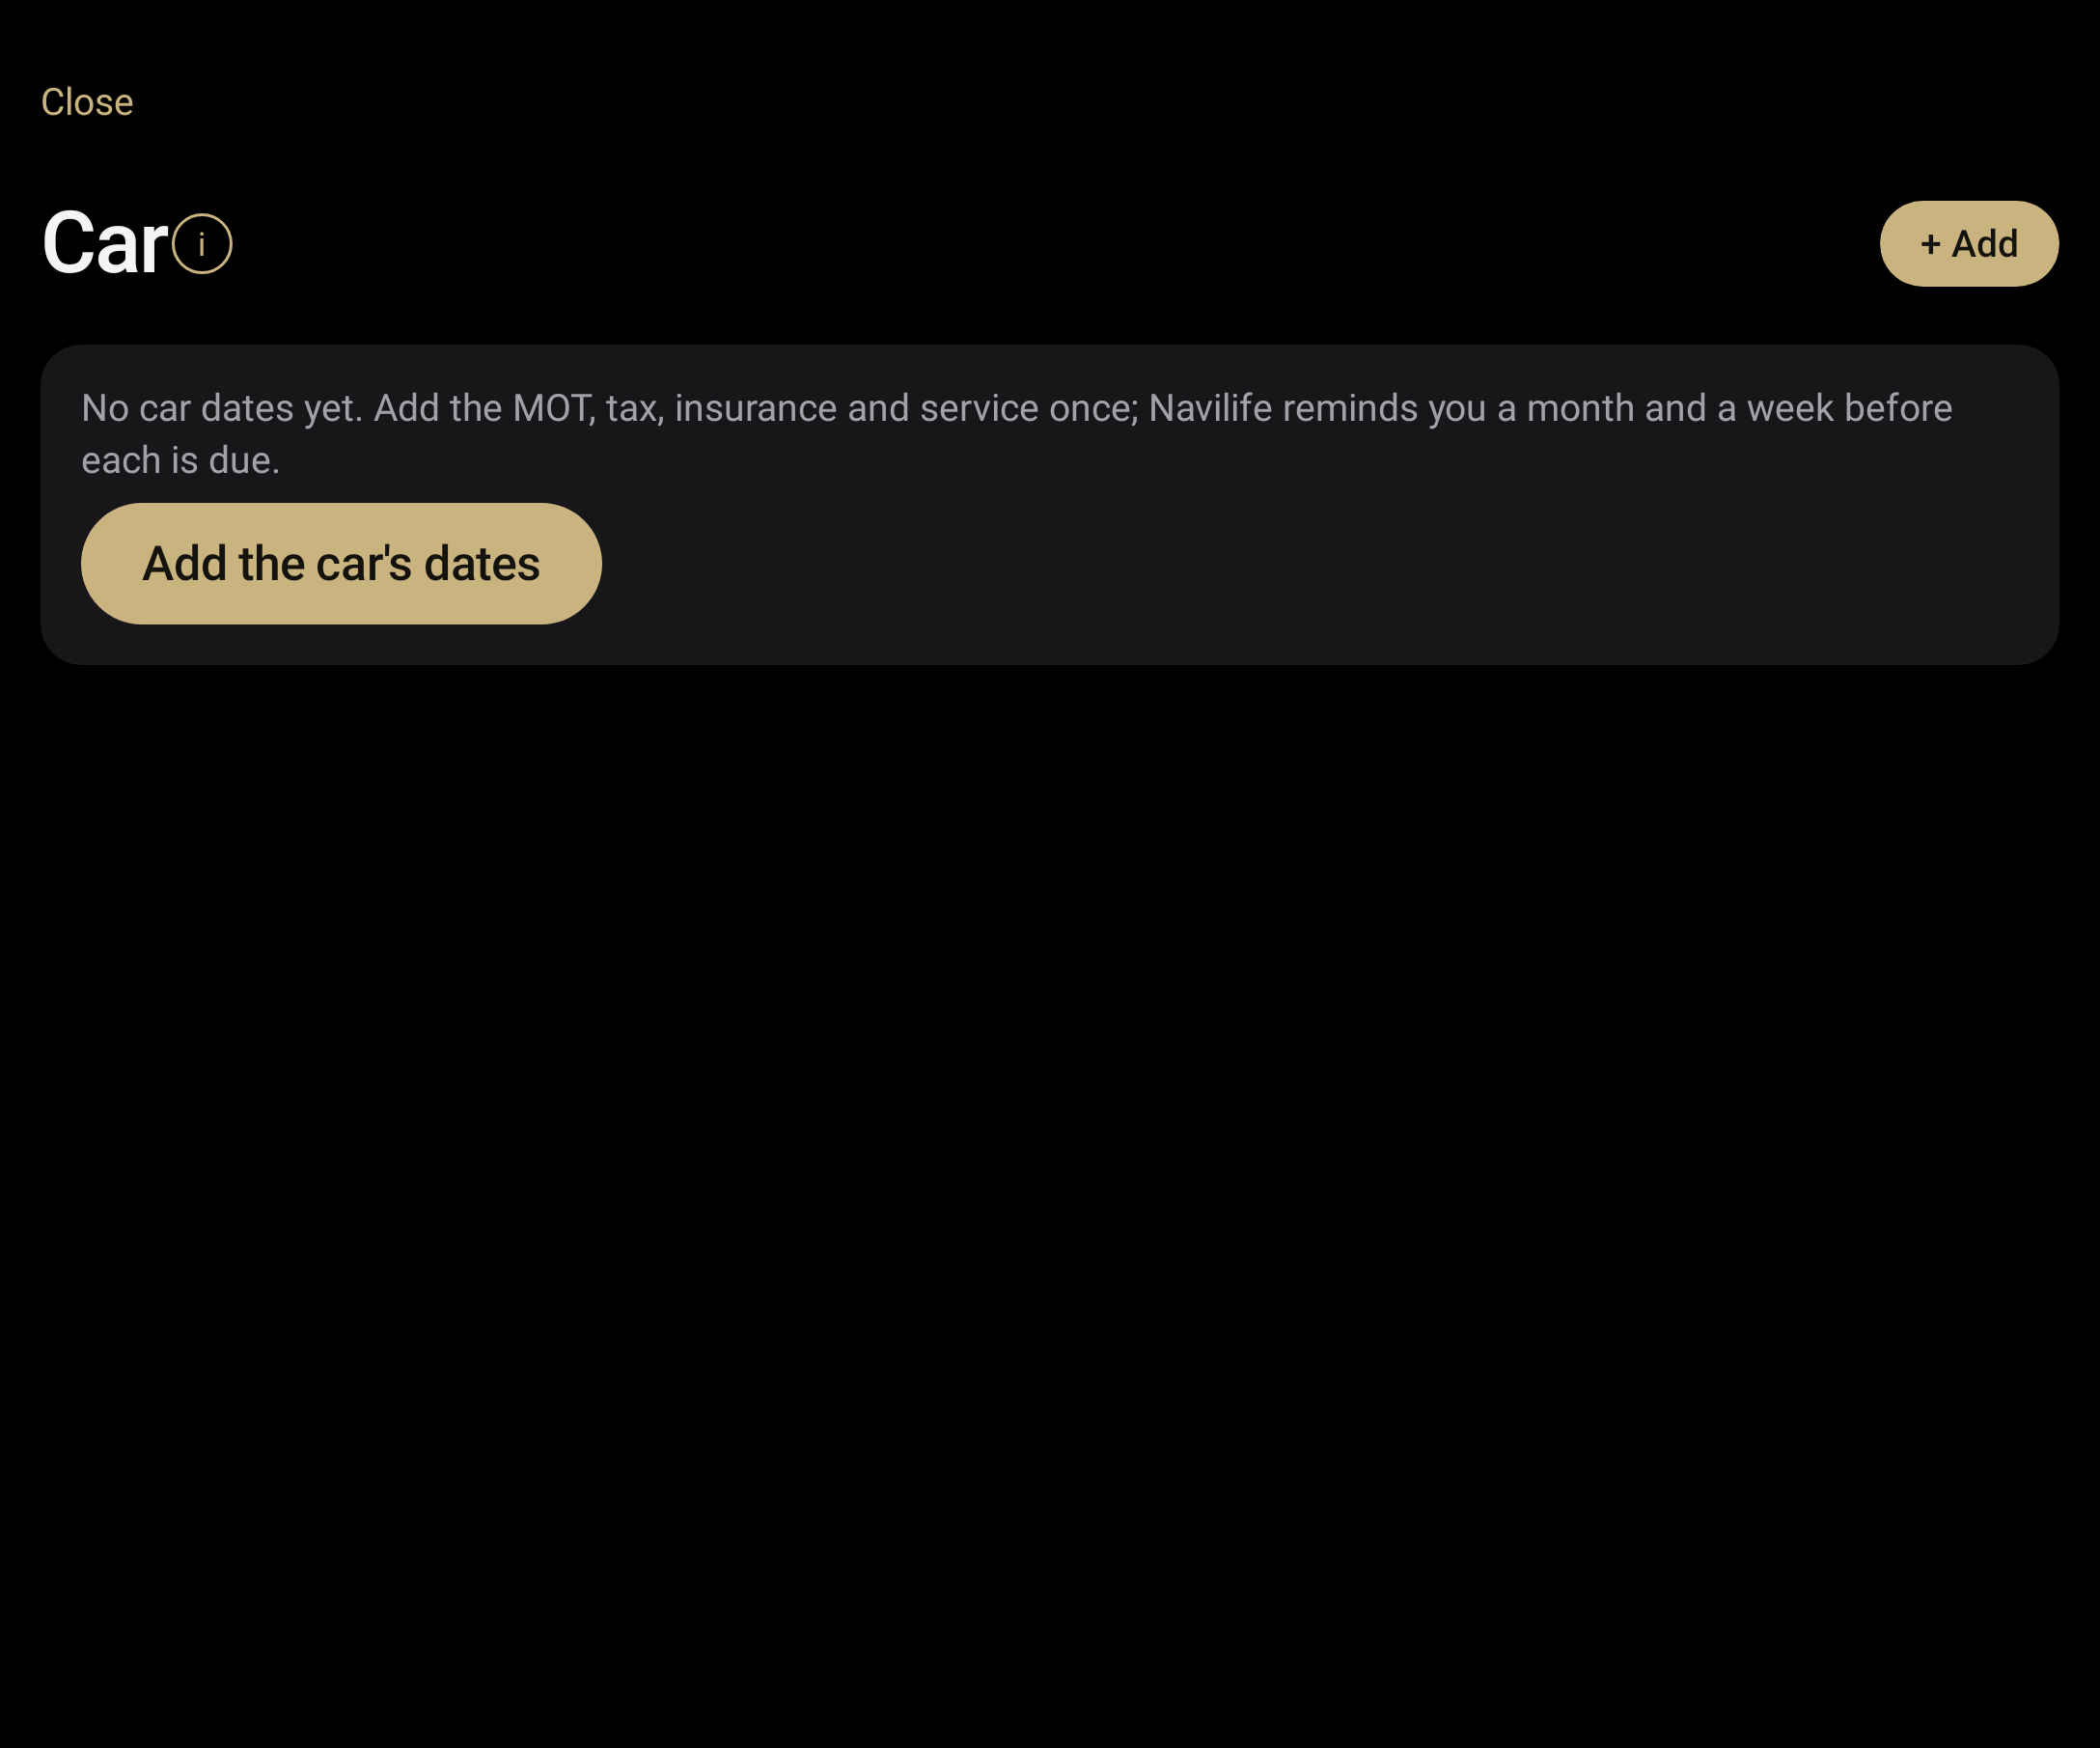 Close
Car i
+ Add
No car dates yet. Add the MOT, tax, insurance and service once; Navilife reminds you a month and a week before
each is due.
Add the car's dates